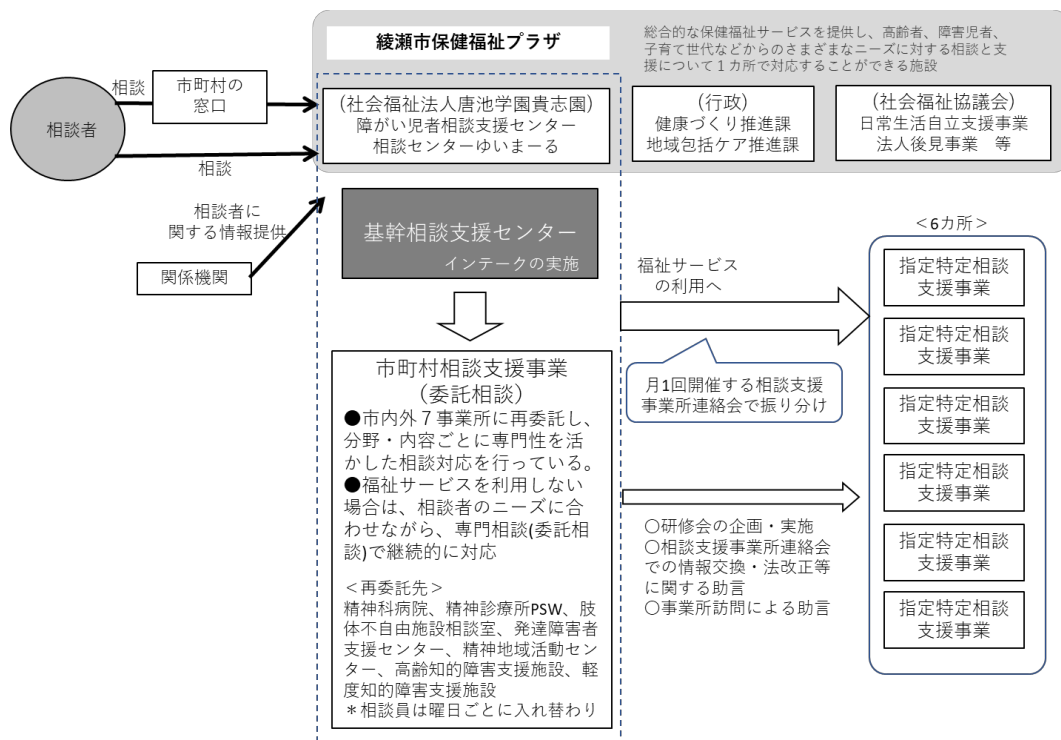 綾瀬市保健福祉プラザ
総合的な保健福祉サービスを提供し、高齢者、障害児者、
子育て世代などからのさまざまなニーズに対する相談と支
援について１カ所で対応することができる施設
相談者
相談
市町村の
窓口
相談
(社会福祉法人唐池学園貴志園)
障がい児者相談支援センター
相談センターゆいまーる
(行政)
健康づくり推進課
地域包括ケア推進課
(社会福祉協議会)
日常生活自立支援事業
法人後見事業　等
相談者に
関する情報提供
関係機関
基幹相談支援センター
インテークの実施
福祉サービス
の利用へ
月1回開催する相談支援
事業所連絡会で振り分け
市町村相談支援事業
(委託相談)
●市内外７事業所に再委託し、
分野・内容ごとに専門性を活
かした相談対応を行っている。
●福祉サービスを利用しない
場合は、相談者のニーズに合
わせながら、専門相談(委託相
談)で継続的に対応
＜再委託先＞
精神科病院、精神診療所PSW、肢
体不自由施設相談室、発達障害者
支援センター、精神地域活動セン
ター、高齢知的障害支援施設、軽
度知的障害支援施設
＊相談員は曜日ごとに入れ替わり
〇研修会の企画・実施
〇相談支援事業所連絡会
での情報交換・法改正等
に関する助言
〇事業所訪問による助言
＜6カ所＞
指定特定相談
支援事業
指定特定相談
支援事業
指定特定相談
支援事業
指定特定相談
支援事業
指定特定相談
支援事業
指定特定相談
支援事業